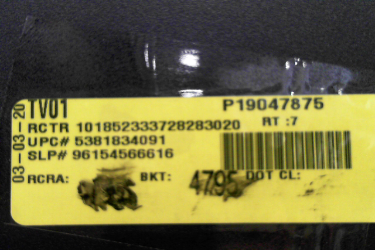 TV01 P19047875
RCTR 101852333728283020 RT :7
UPC# 5381834091
SLP# 96154566616
RCRA: BKT: 4795 DOT CL:
03-03-20